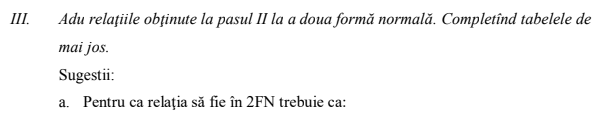 III. Adu relațiile obținute la pasul II la a doua formă normală. Completînd tabelele de
mai jos.
Sugestii:
a. Pentru ca relația să fie în 2FN trebuie ca: